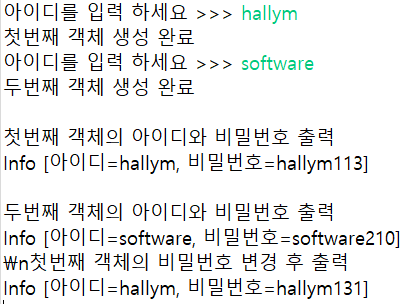 아이디를 입력 하세요 >>> hallym
첫번째 객체 생성 완료
아이디를 입력 하세요 >>> software
두번째 객체 생성 완료
첫번째 객체의 아이디와 비밀번호 출력
Info [아이디=hallym, 비밀번호=hallym113]
두번째 객체의 아이디와 비밀번호 출력
Info [아이디=software, 비밀번호=software210]
₩n첫번째 객체의 비밀번호 변경 후 출력
Info [아이디=hallym, 비밀번호=hallym131]